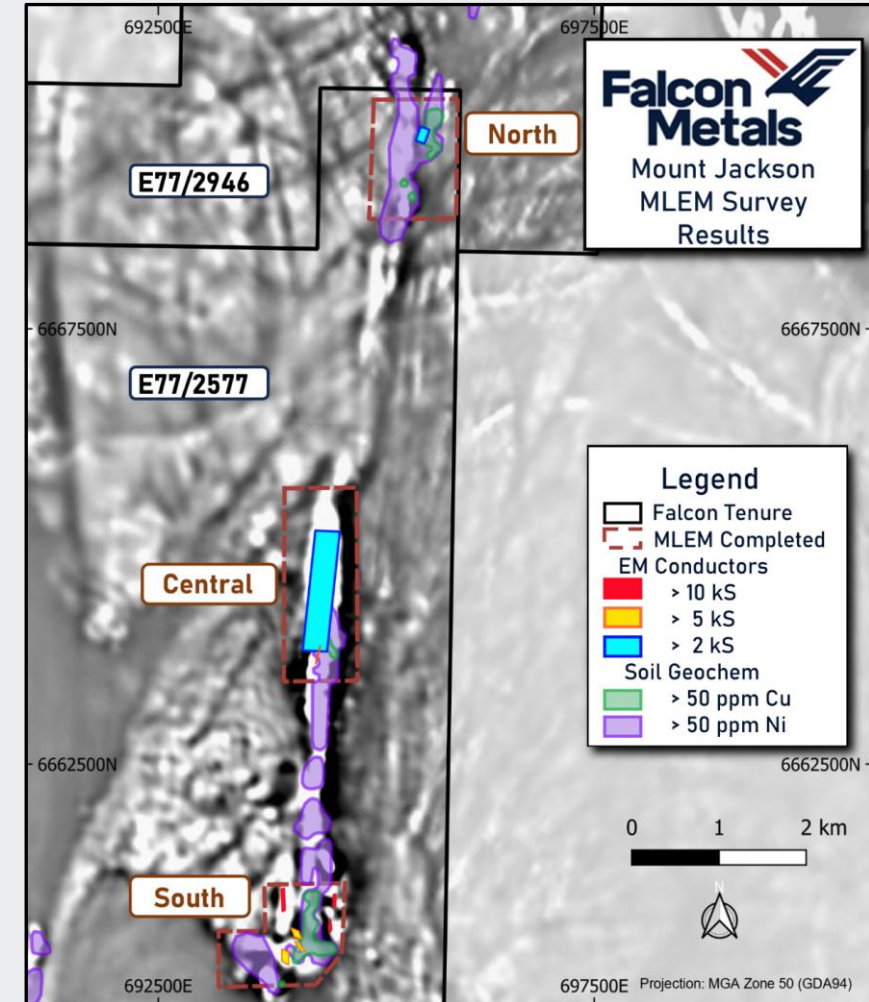 692500E
697500E
Falcon
Metals
Mount Jackson
MLEM Survey
Results
North
E77/2946
6667500N
6667500N
E77/2577
Legend
Falcon Tenure
MLEM Completed
EM Conductors
> 10 kS
> 5 kS
> 2 kS
Soil Geochem
> 50 ppm Cu
> 50 ppm Ni
Central
6662500N
6662500N
0 1 2 km
South
N
692500E
697500E
Projection: MGA Zone 50 (GDA94)